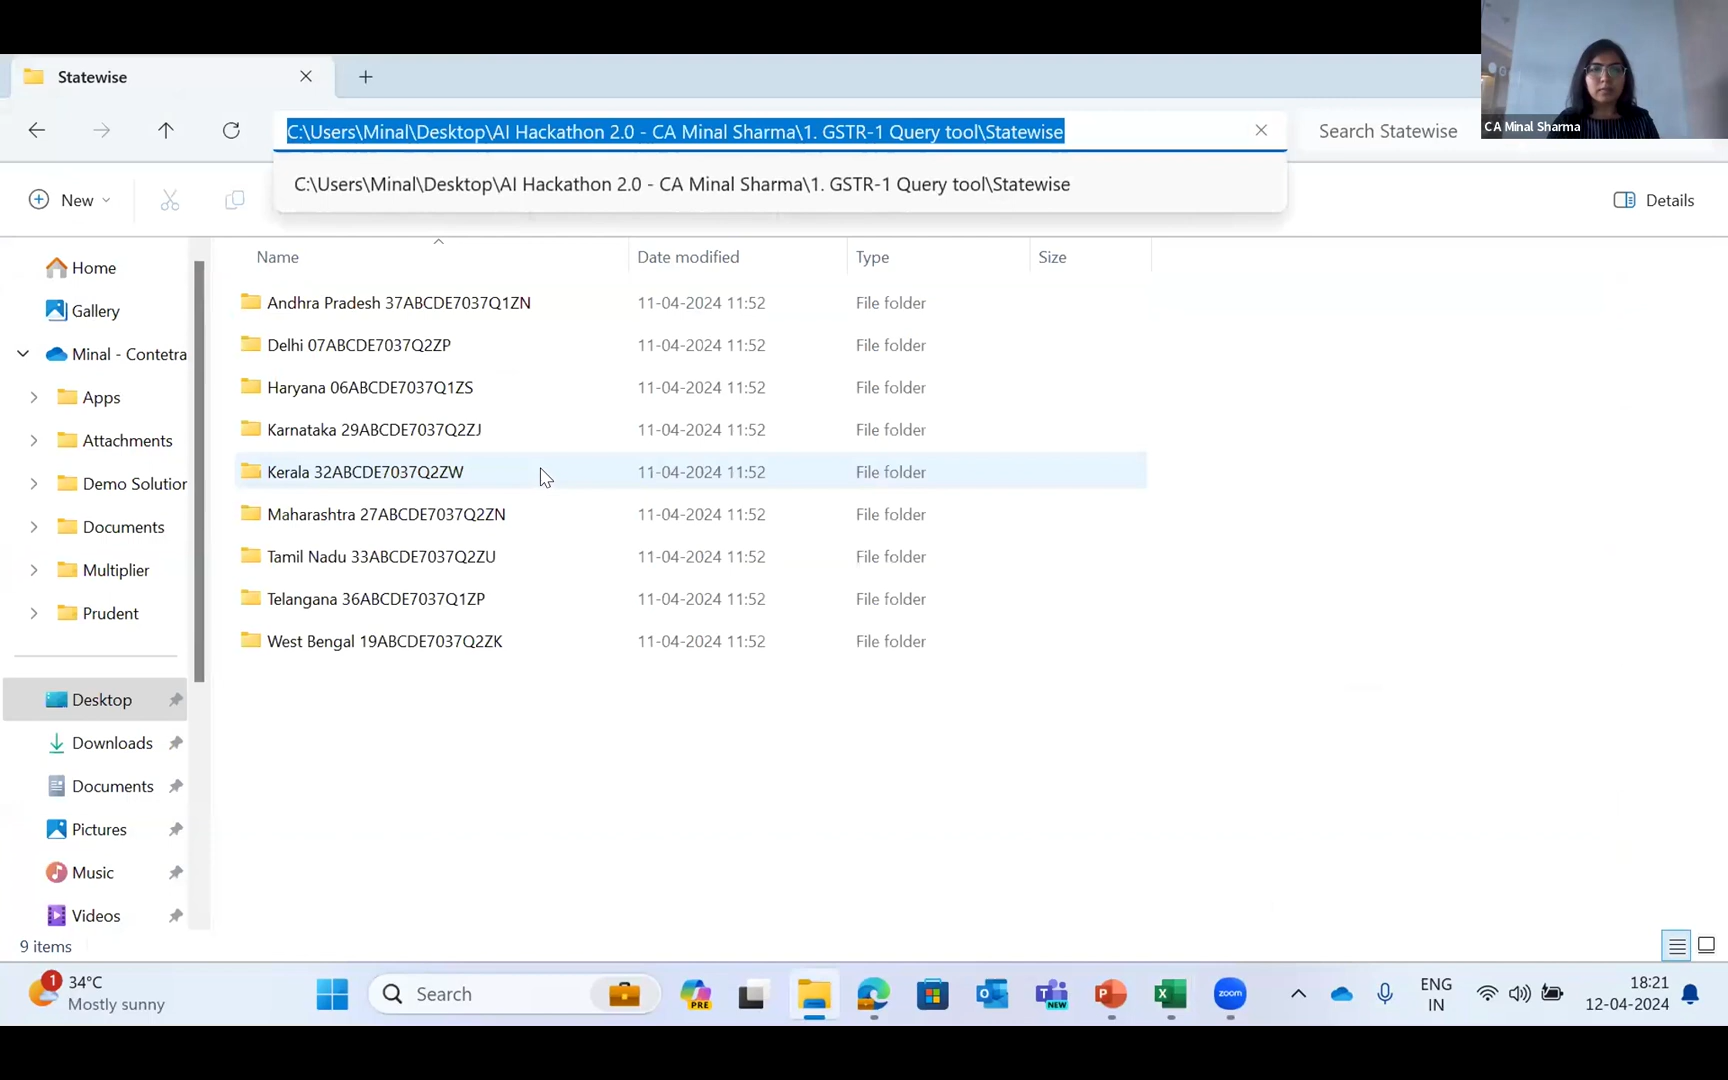 Statewise
C:\Users\Minal\Desktop\AI Hackathon 2.0 - CA Minal Sharma\1. GSTR-1 Query tool\Statewise
Search Statewise
CA Minal Sharma
C:\Users\Minal\Desktop\AI Hackathon 2.0 - CA Minal Sharma\1. GSTR-1 Query tool\Statewise
New
Details
Name Date modified Type Size
Home
Gallery
Minal - Contetra
Apps
Attachments
Demo Solution
Documents
Multiplier
Prudent
Desktop
Downloads
Documents
Pictures
Music
Videos
Andhra Pradesh 37ABCDE7037Q1ZN 11-04-2024 11:52 File folder
Delhi 07ABCDE7037Q2ZP 11-04-2024 11:52 File folder
Haryana 06ABCDE7037Q1ZS 11-04-2024 11:52 File folder
Karnataka 29ABCDE7037Q2ZJ 11-04-2024 11:52 File folder
Kerala 32ABCDE7037Q2ZW 11-04-2024 11:52 File folder
Maharashtra 27ABCDE7037Q2ZN 11-04-2024 11:52 File folder
Tamil Nadu 33ABCDE7037Q2ZU 11-04-2024 11:52 File folder
Telangana 36ABCDE7037Q1ZP 11-04-2024 11:52 File folder
West Bengal 19ABCDE7037Q2ZK 11-04-2024 11:52 File folder
9 items
1
34°C
Mostly sunny
Search
PRE
NEW
zoom
ENG
IN
18:21
12-04-2024